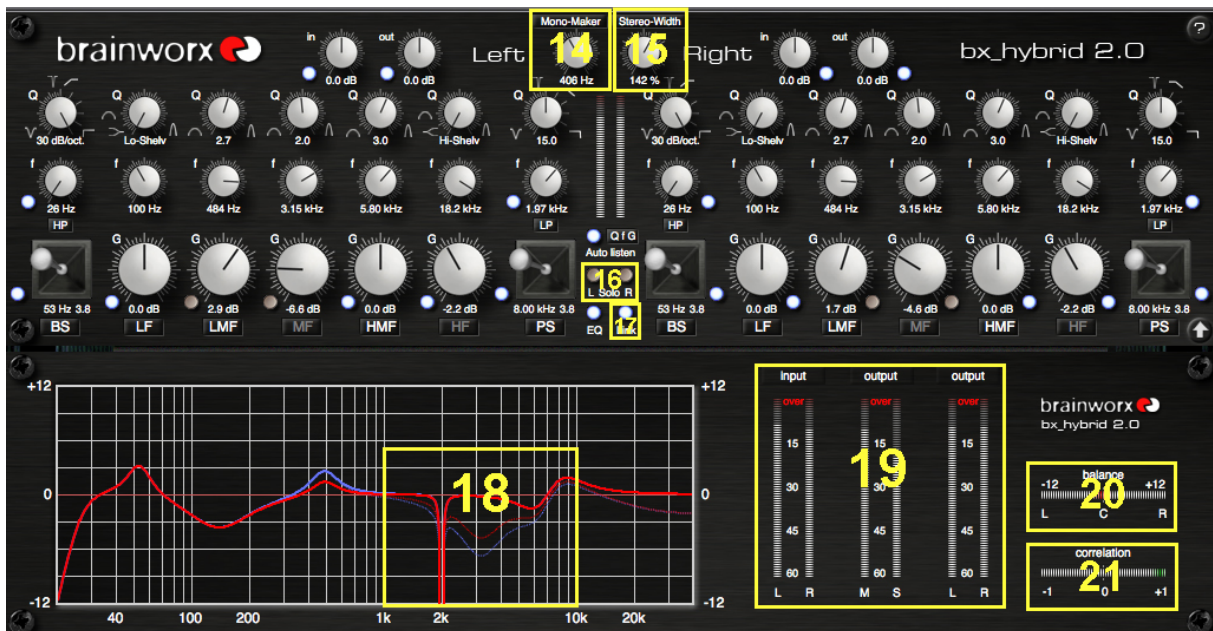 Mono-Maker Stereo-Width
brainworx Left 14 15 Right bx_hybrid 2.0 ?
in out in out
0.0 dB 0.0 dB 406 Hz 142 % 0.0 dB 0.0 dB
Q Q Q Q Q Q Q Q Q Q Q Q Q Q
30 dB/oct. Lo-Shelv 2.7 2.0 3.0 Hi-Shelv 15.0 30 dB/oct. Lo-Shelv 2.7 2.0 3.0 Hi-Shelv 15.0
f f f f f f f f f f f f f f
26 Hz 100 Hz 484 Hz 3.15 kHz 5.80 kHz 18.2 kHz 1.97 kHz 26 Hz 100 Hz 484 Hz 3.15 kHz 5.80 kHz 18.2 kHz 1.97 kHz
HP LP HP LP
Q f G
Auto listen
G G G G G G G G G G
16
L Solo R
53 Hz 3.8 0.0 dB 2.9 dB -6.6 dB 0.0 dB -2.2 dB 8.00 kHz 3.8 53 Hz 3.8 0.0 dB 1.7 dB -4.6 dB 0.0 dB -2.2 dB 8.00 kHz 3.8
17
BS LF LMF MF HMF HF PS EQ Link BS LF LMF MF HMF HF PS
+12 +12
0 0
-12 -12
40 100 200 1k 2k 10k 20k
18
input output output
over over over
15 15 15
30 30 30
45 45 45
60 60 60
L R M S L R
19
brainworx
bx_hybrid 2.0
balance
-12 +12
20
L C R
correlation
21
-1 0 +1